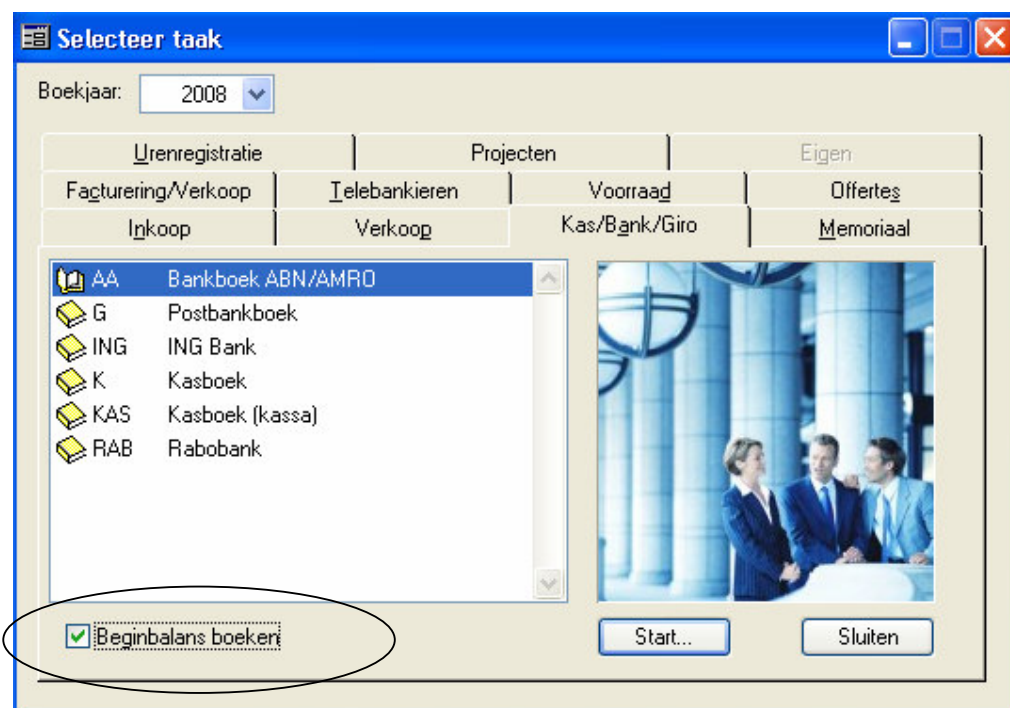 Selecteer taak
Boekjaar: 2008
Urenregistratie Projecten Eigen
Facturering/Verkoop Telebankieren Voorraad Offertes
Inkoop Verkoop Kas/Bank/Giro Memoriaal
AA Bankboek ABN/AMRO
G Postbankboek
ING ING Bank
K Kasboek
KAS Kasboek (kassa)
RAB Rabobank
Beginbalans boeken Start... Sluiten